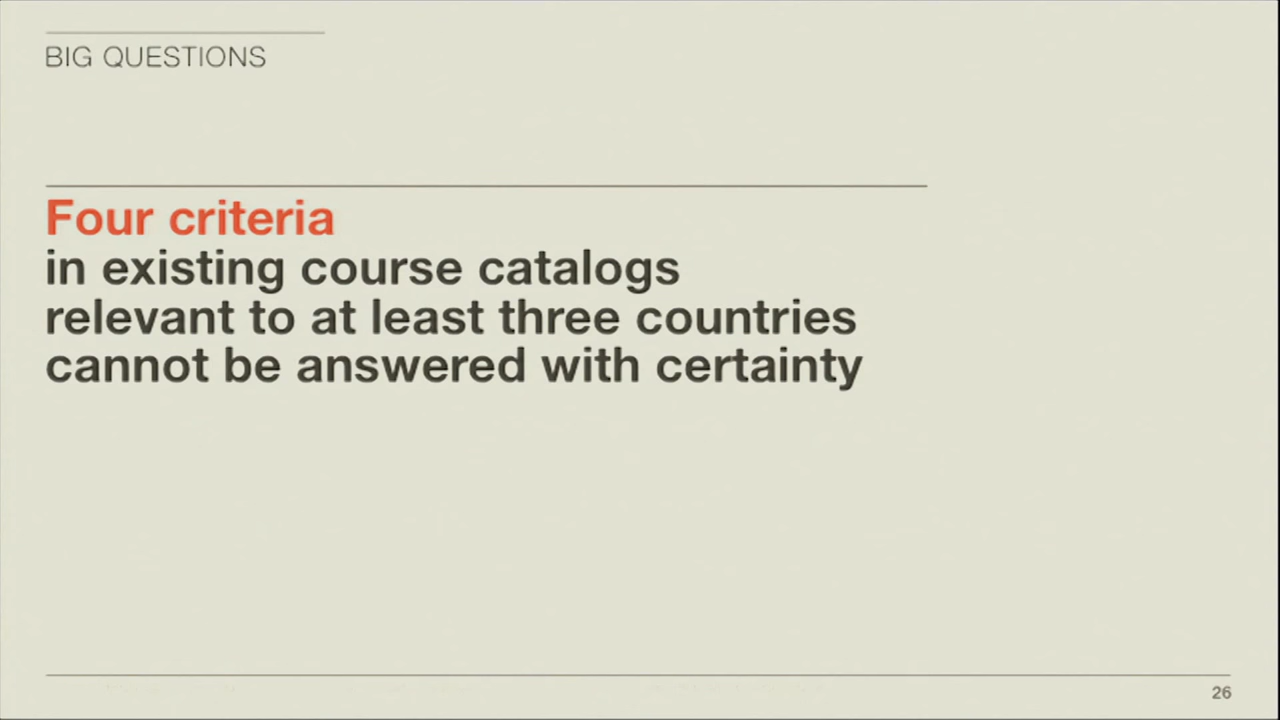 BIG QUESTIONS
Four criteria
in existing course catalogs
relevant to at least three countries
cannot be answered with certainty
26